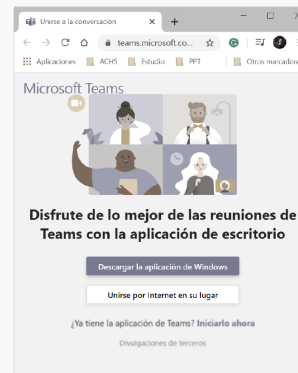 Unirse a la conversación
teams.microsoft.co...
Aplicaciones ACHS Estudio PPT Otros marcadore
Microsoft Teams
Disfrute de lo mejor de las reuniones de
Teams con la aplicación de escritorio
Descargar la aplicación de Windows
Unirse por Internet en su lugar
¿Ya tiene la aplicación de Teams? Iniciarlo ahora
Divulgaciones de terceros